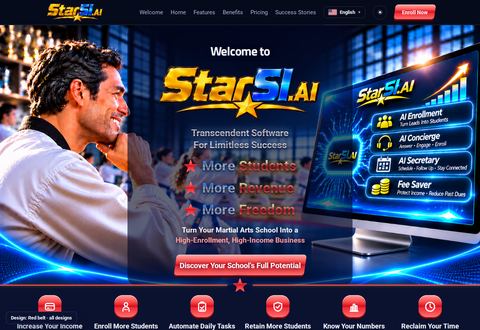 StarSI.AI
Welcome
Home
Features
Benefits
Pricing
Success Stories
English
Enroll Now
Welcome to
StarSI.AI
Transcendent Software
For Limitless Success
More Students
More Revenue
More Freedom
Turn Your Martial Arts School Into a
High-Enrollment, High-Income Business
Discover Your School's Full Potential
StarSI.AI
StarSI.AI
AI Enrollment
Turn Leads Into Students
AI Concierge
Answer • Engage • Enroll
AI Secretary
Schedule • Follow Up • Stay Connected
Fee Saver
Protect Income • Reduce Past Dues
Design: Red belt - all designs
Increase Your Income
Enroll More Students
Automate Daily Tasks
Retain More Students
Know Your Numbers
Reclaim Your Time